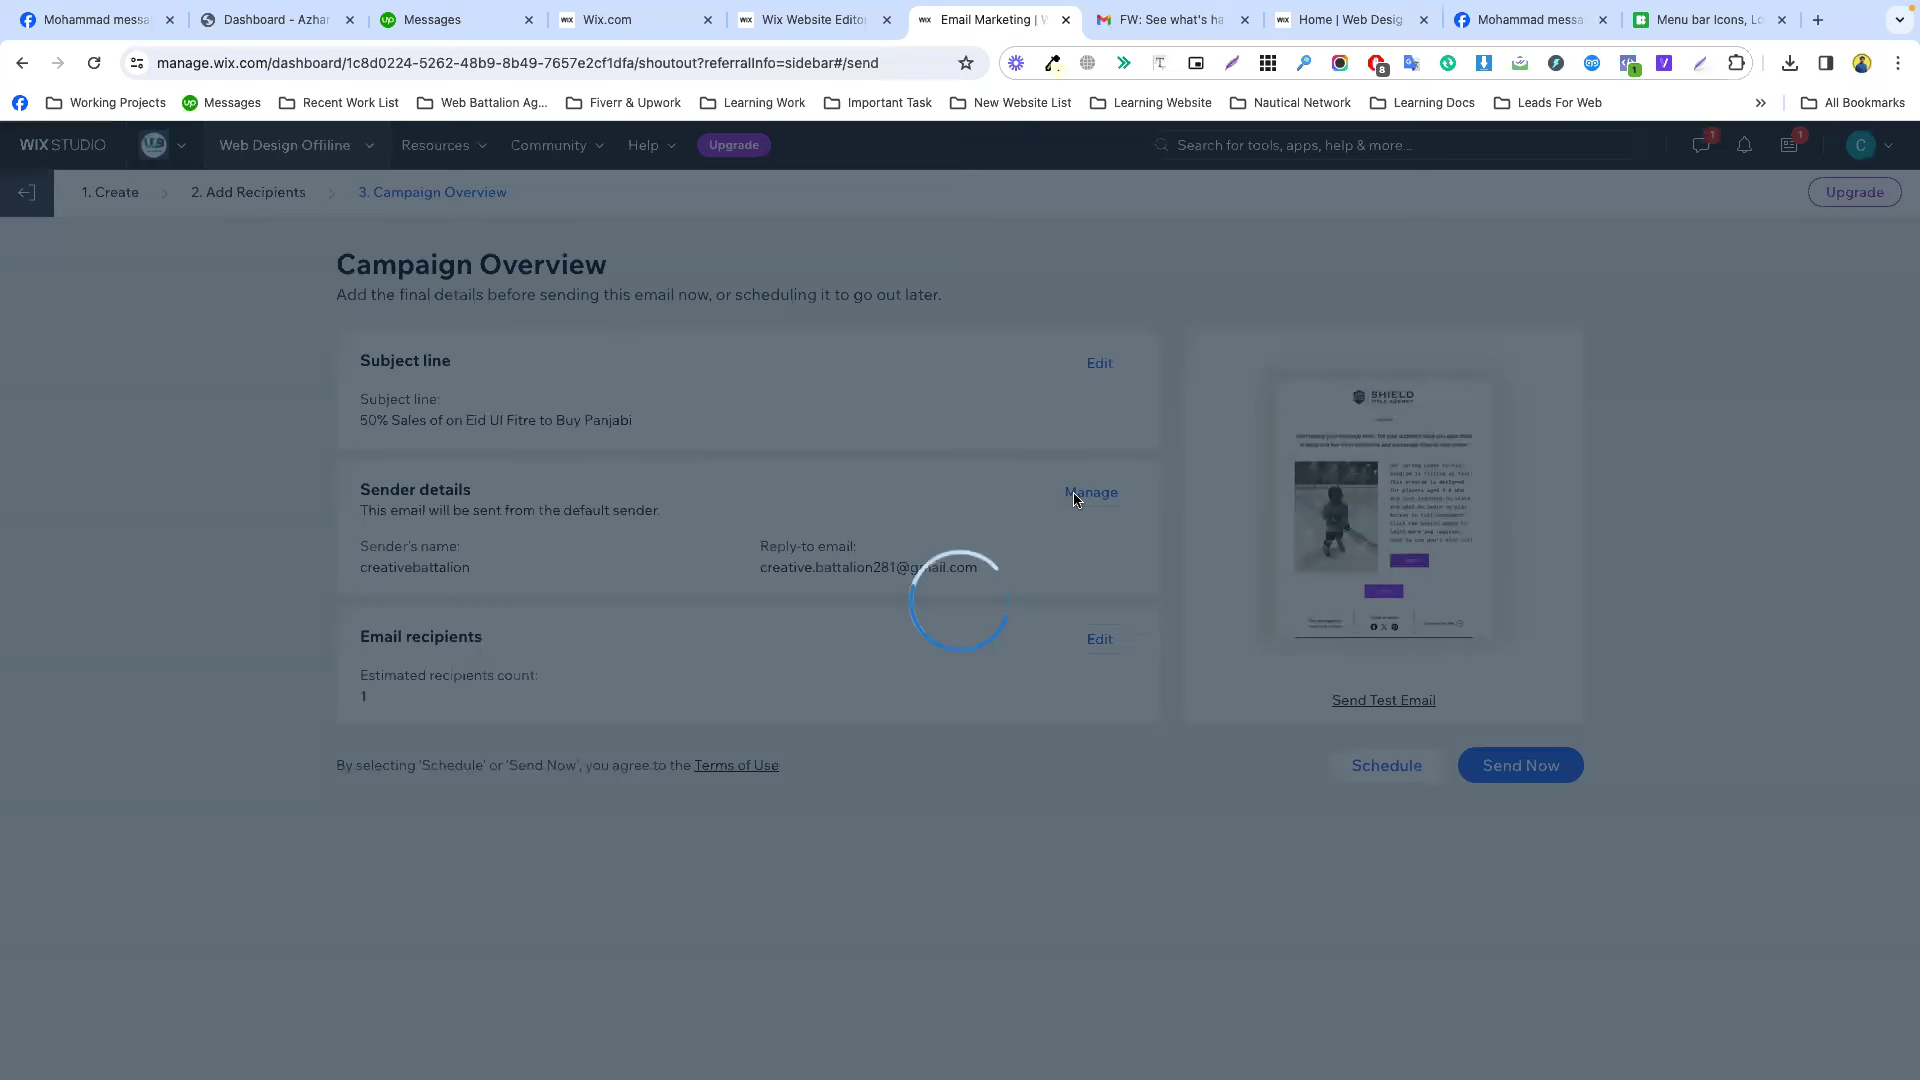 Mohammad messa
Dashboard - Azhar
Messages
Wix.com
Wix Website Edito
Email Marketing | W
FW: See what's ha
Home | Web Desig
Mohammad messa
Menu bar Icons, Lo
manage.wix.com/dashboard/1c8d0224-5262-48b9-8b49-7657e2cf1dfa/shoutout?referralInfo=sidebar#/send
8
1
Working Projects
Messages
Recent Work List
Web Battalion Ag...
Fiverr & Upwork
Learning Work
Important Task
New Website List
Learning Website
Nautical Network
Learning Docs
Leads For Web
All Bookmarks
WIX STUDIO
Web Design Offiline
Resources
Community
Help
Upgrade
Search for tools, apps, help & more...
1
1
C
1. Create
2. Add Recipients
3. Campaign Overview
Upgrade
Campaign Overview
Add the final details before sending this email now, or scheduling it to go out later.
Subject line
Edit
Subject line:
50% Sales of on Eid Ul Fitre to Buy Panjabi
Sender details
Manage
This email will be sent from the default sender.
Sender's name:
Reply-to email:
creativebattalion
creative.battalion281@gmail.com
Email recipients
Edit
Estimated recipients count:
1
SHIELD
Send Test Email
By selecting 'Schedule' or 'Send Now', you agree to the Terms of Use
Schedule
Send Now